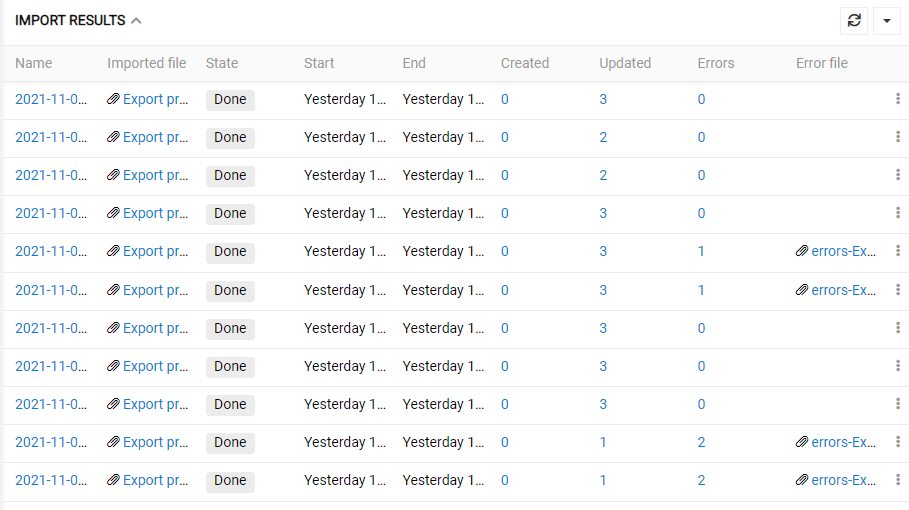 IMPORT RESULTS
Name Imported file State Start End Created Updated Errors Error file
2021-11-0... Export pr... Done Yesterday 1... Yesterday 1... 0 3 0
2021-11-0... Export pr... Done Yesterday 1... Yesterday 1... 0 2 0
2021-11-0... Export pr... Done Yesterday 1... Yesterday 1... 0 2 0
2021-11-0... Export pr... Done Yesterday 1... Yesterday 1... 0 3 0
2021-11-0... Export pr... Done Yesterday 1... Yesterday 1... 0 3 1 errors-Ex...
2021-11-0... Export pr... Done Yesterday 1... Yesterday 1... 0 3 1 errors-Ex...
2021-11-0... Export pr... Done Yesterday 1... Yesterday 1... 0 3 0
2021-11-0... Export pr... Done Yesterday 1... Yesterday 1... 0 3 0
2021-11-0... Export pr... Done Yesterday 1... Yesterday 1... 0 3 0
2021-11-0... Export pr... Done Yesterday 1... Yesterday 1... 0 1 2 errors-Ex...
2021-11-0... Export pr... Done Yesterday 1... Yesterday 1... 0 1 2 errors-Ex...